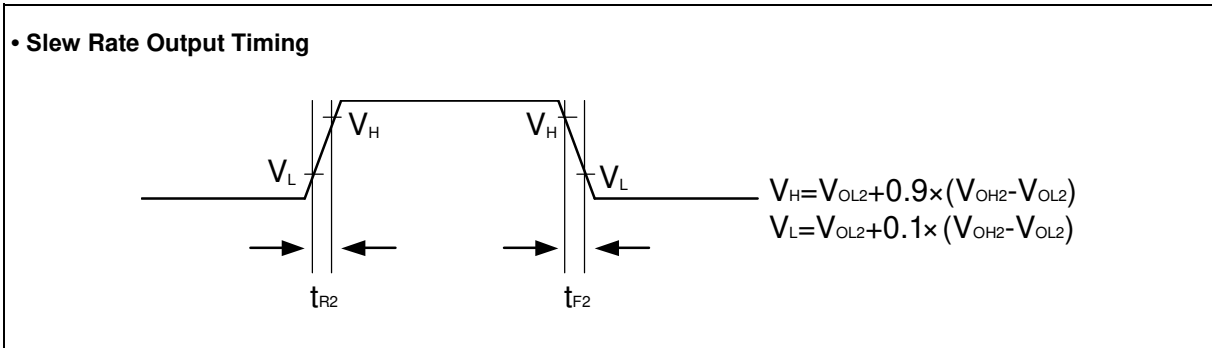 • Slew Rate Output Timing
VH VH
VL VL
VH=VOL2+0.9×(VOH2-VOL2)
VL=VOL2+0.1×(VOH2-VOL2)
tR2 tF2